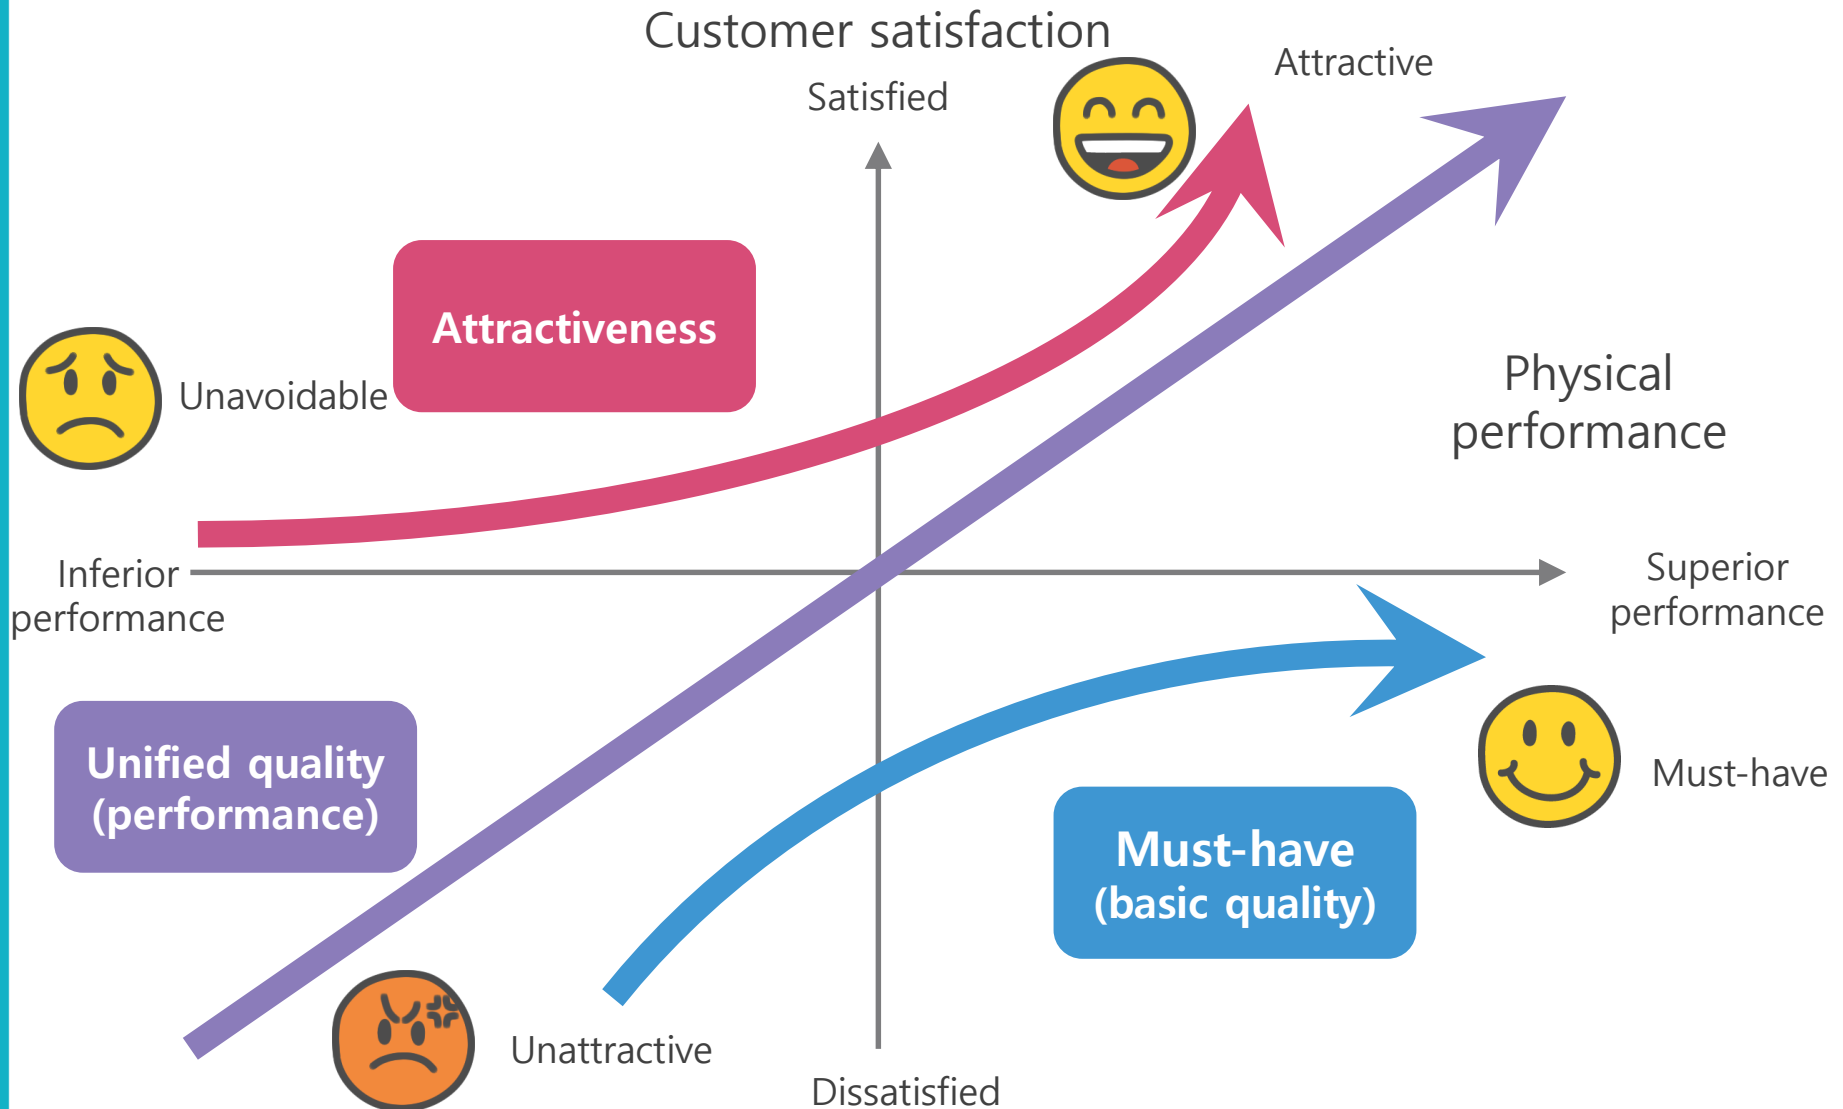 Customer satisfaction
Satisfied
Attractive
Attractiveness
Unavoidable
Physical
performance
Inferior
performance
Superior
performance
Unified quality
(performance)
Must-have
Must-have
(basic quality)
Unattractive
Dissatisfied